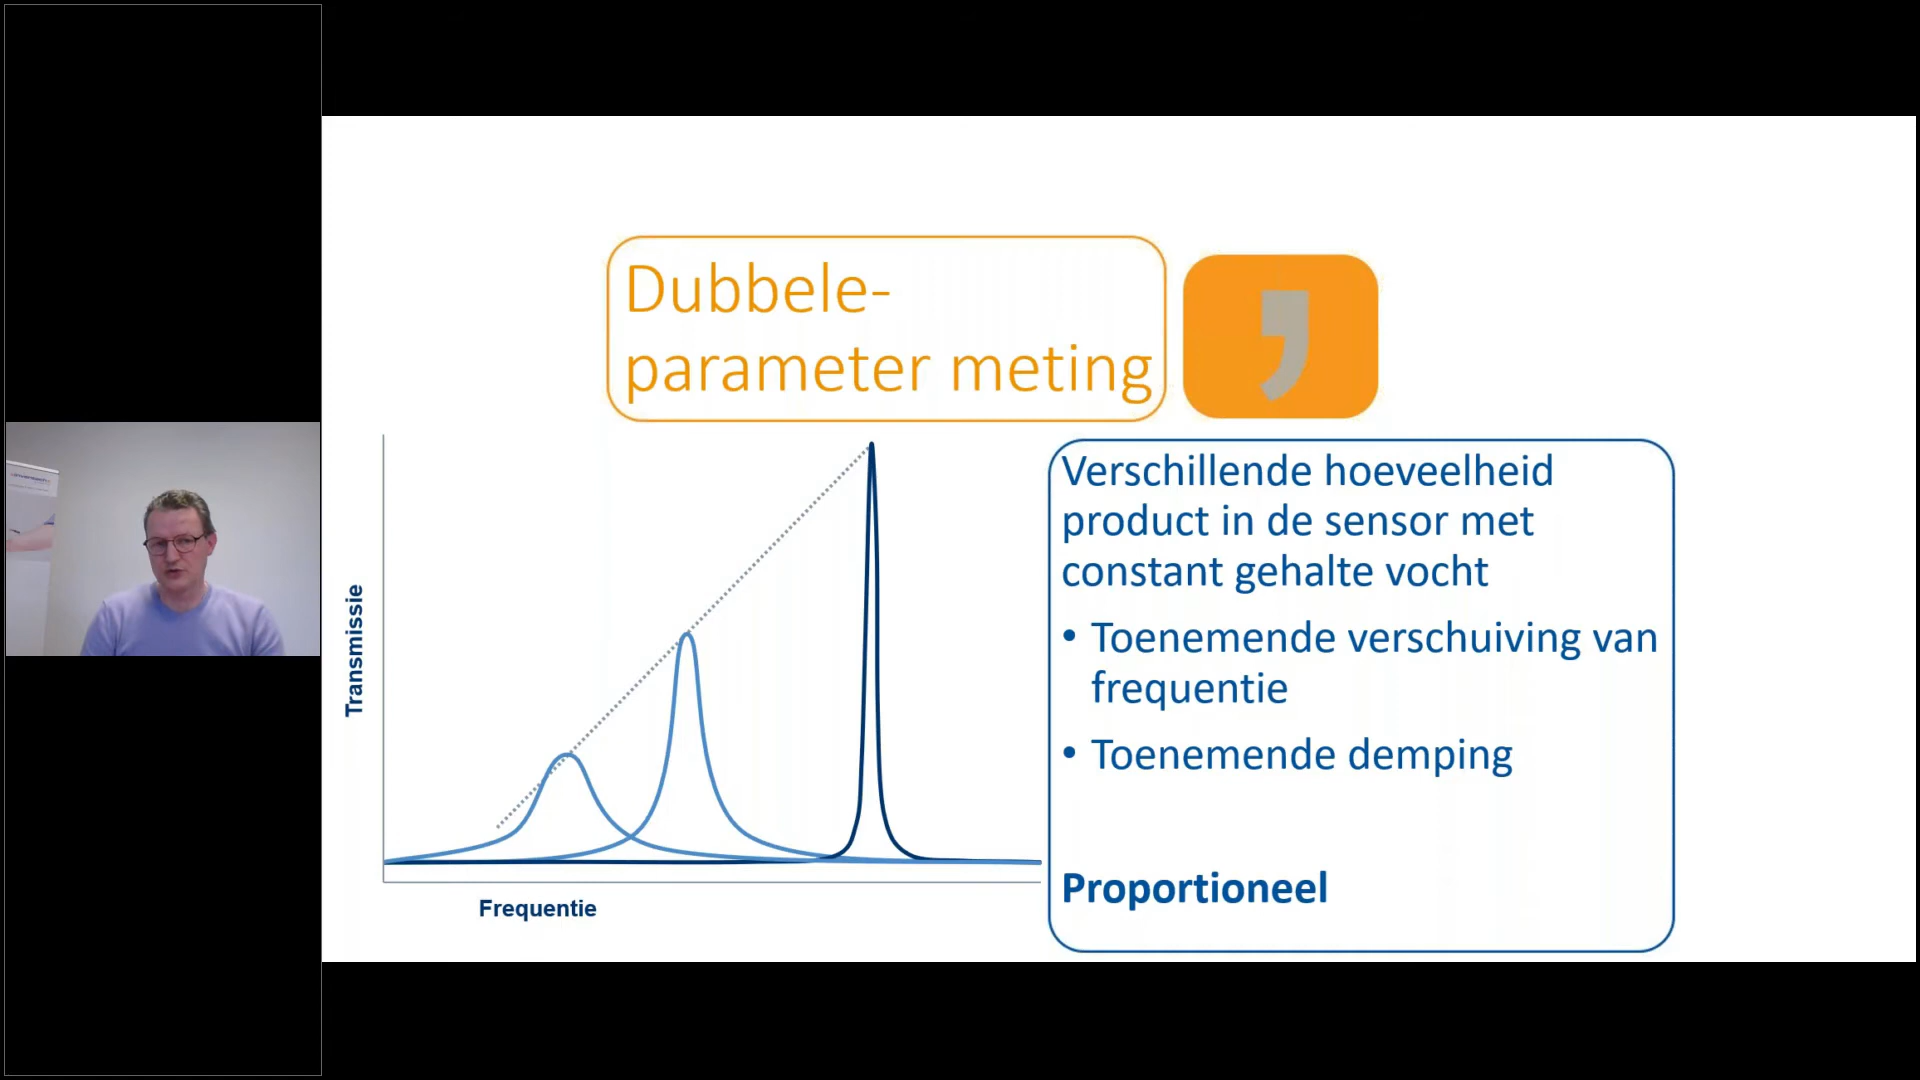 Dubbele-
parameter meting
Transmissie
Frequentie
Verschillende hoeveelheid
product in de sensor met
constant gehalte vocht
• Toenemende verschuiving van
frequentie
• Toenemende demping
Proportioneel